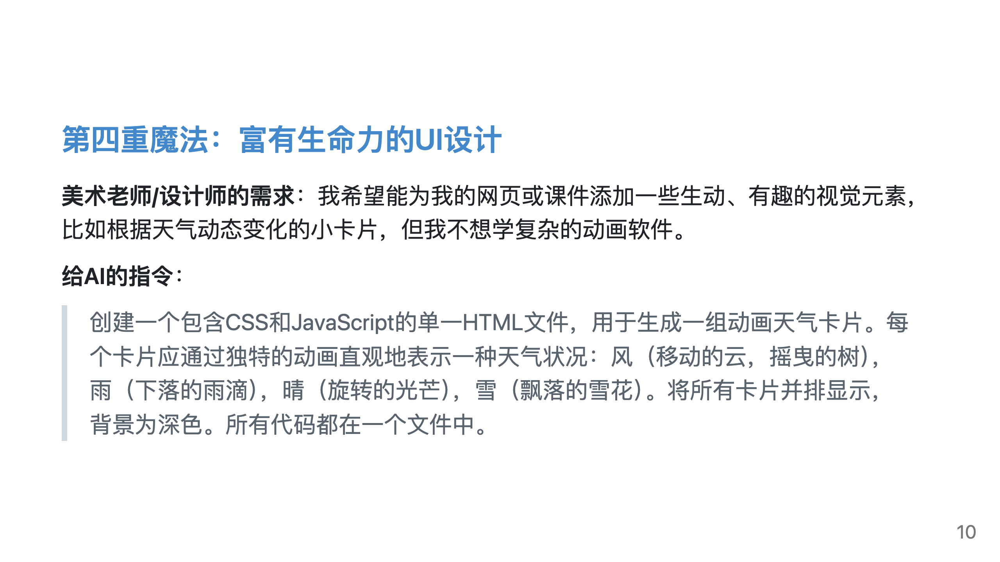 第四重魔法：富有生命力的UI设计
美术老师/设计师的需求：我希望能为我的网页或课件添加一些生动、有趣的视觉元素，
比如根据天气动态变化的小卡片，但我不想学复杂的动画软件。
给AI的指令：
创建一个包含CSS和JavaScript的单一HTML文件，用于生成一组动画天气卡片。每
个卡片应通过独特的动画直观地表示一种天气状况：风（移动的云，摇曳的树），
雨（下落的雨滴），晴（旋转的光芒），雪（飘落的雪花）。将所有卡片并排显示，
背景为深色。所有代码都在一个文件中。
10